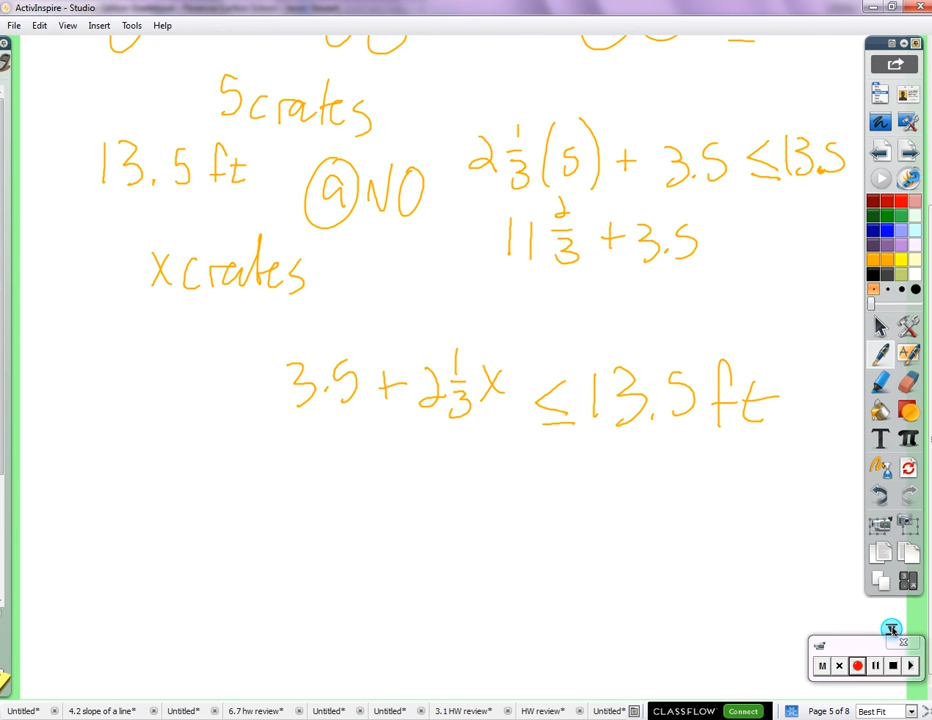 ActivInspire - Studio
File Edit View Insert Tools Help
5 crates
13.5 ft
ⓐ NO
2 1/3 (5) + 3.5 ≤ 13.5
11 2/3 + 3.5
x crates
3.5 + 2 1/3 x ≤ 13.5 ft
M
Untitled* 4.2 slope of a line* Untitled* 6.7 hw review* Untitled* Untitled* 3.1 HW review* HW review* Untitled* CLASSFLOW Connect Page 5 of 8 Best Fit